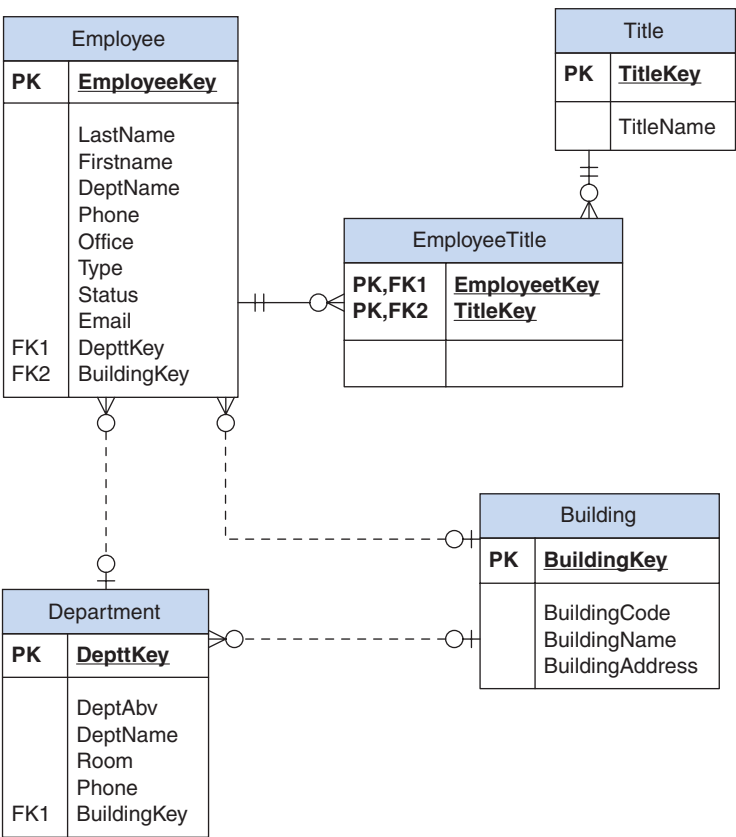 Employee
PK EmployeeKey
LastName
Firstname
DeptName
Phone
Office
Type
Status
Email
FK1 DepttKey
FK2 BuildingKey
Title
PK TitleKey
TitleName
EmployeeTitle
PK,FK1 EmployeetKey
PK,FK2 TitleKey
Building
PK BuildingKey
BuildingCode
BuildingName
BuildingAddress
Department
PK DepttKey
DeptAbv
DeptName
Room
Phone
FK1 BuildingKey